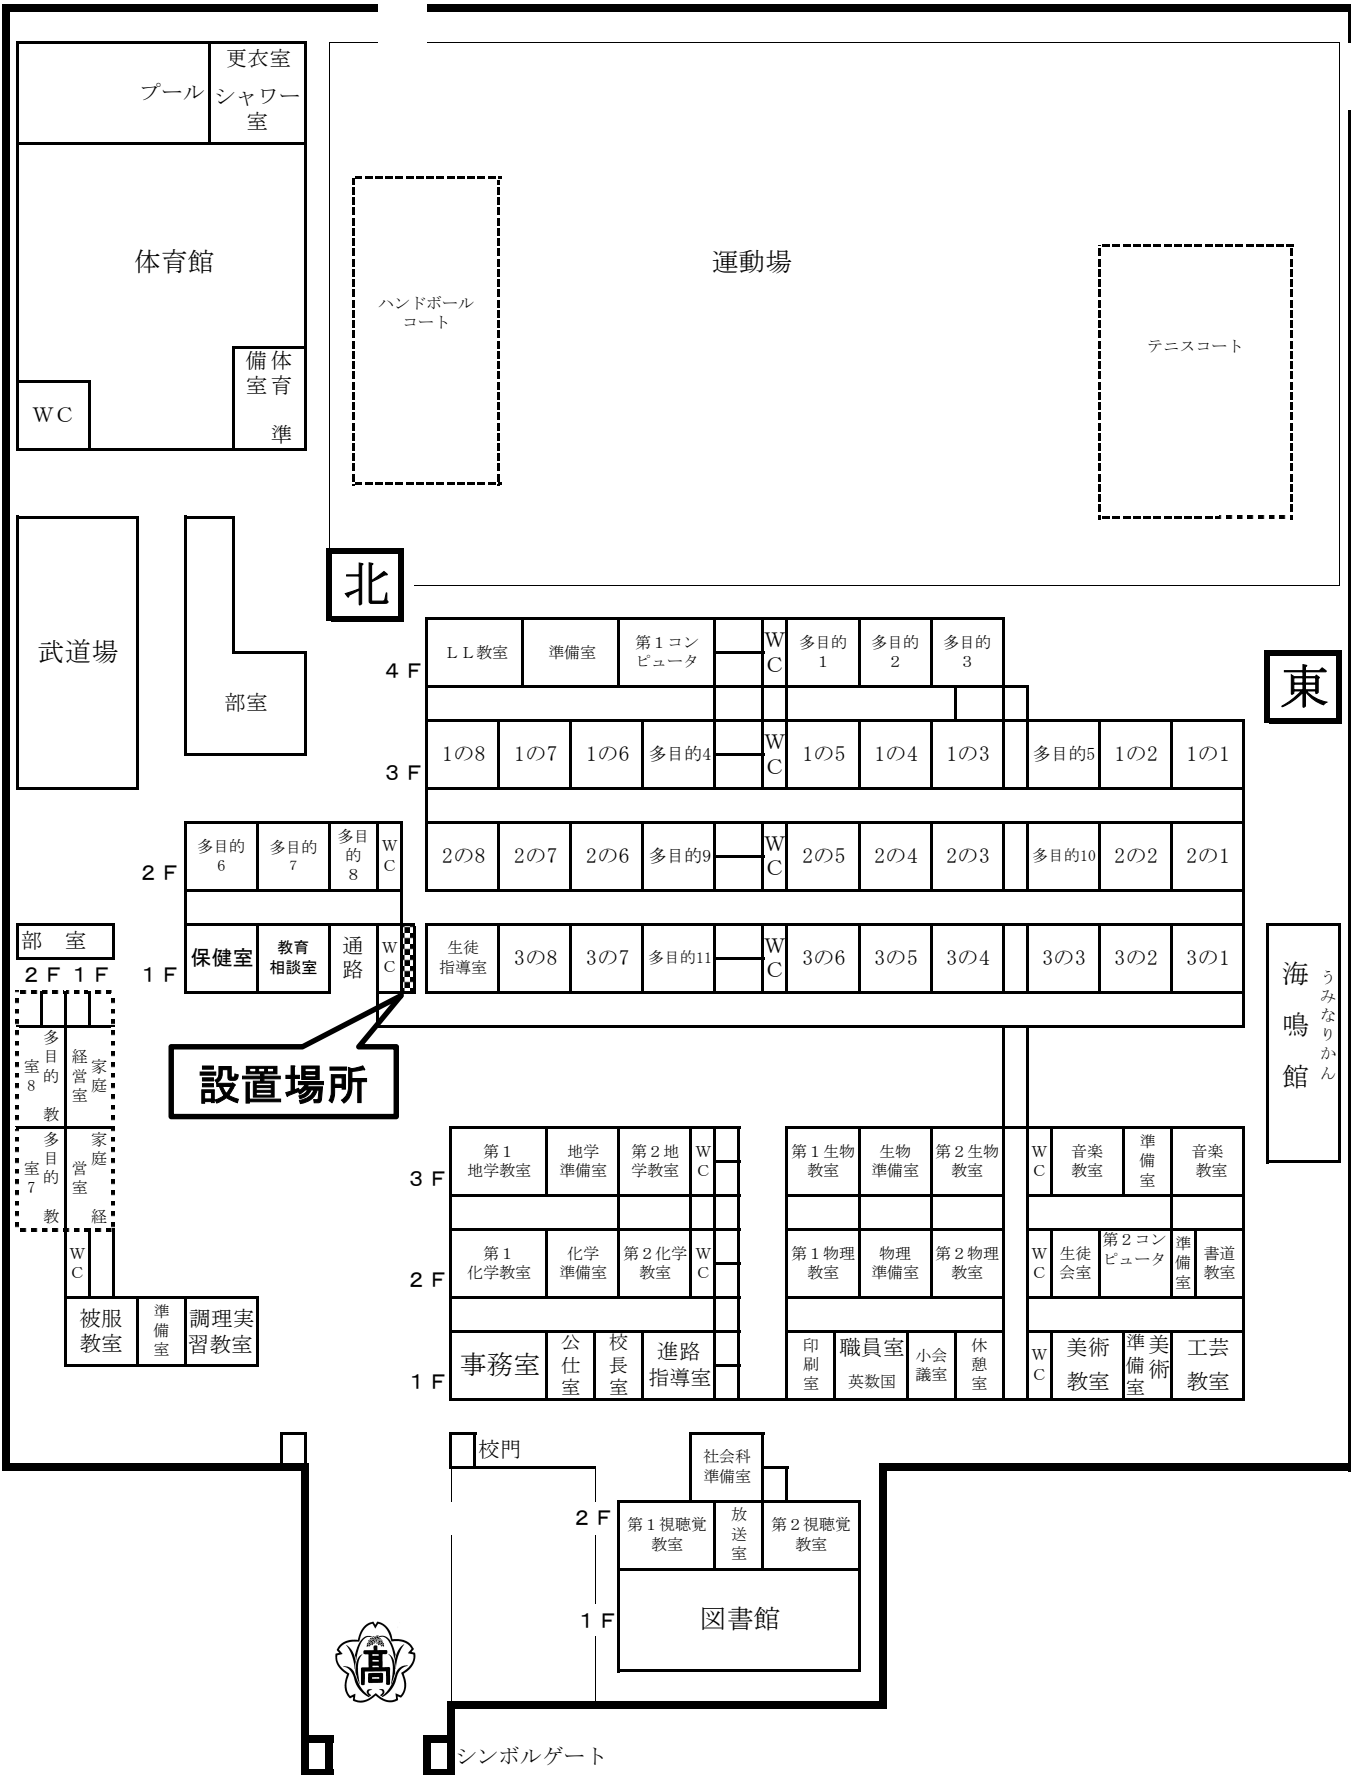 更衣室
プール
シャワー
室
体育館
運動場
ハンドボール
コート
テニスコート
体育 準
備室
WC
北
武道場
部室
東
4F
LL教室
準備室
第1コン
ピュータ
WC
多目的
1
多目的
2
多目的
3
3F
1の8
1の7
1の6
多目的4
WC
1の5
1の4
1の3
多目的5
1の2
1の1
2F
多目的
6
多目的
7
多目
的
8
WC
2の8
2の7
2の6
多目的9
WC
2の5
2の4
2の3
多目的10
2の2
2の1
部 室
2F
1F
1F
保健室
教育
相談室
通路
WC
生徒
指導室
3の8
3の7
多目的11
WC
3の6
3の5
3の4
3の3
3の2
3の1
海鳴館
うみなりかん
設置場所
多目的 教
室8
家庭
経営室
多目的 教
室7
家庭 経
営室
WC
被服
教室
準備室
調理実
習教室
3F
第1
地学教室
地学
準備室
第2地
学教室
WC
第1生物
教室
生物
準備室
第2生物
教室
WC
音楽
教室
準備室
音楽
教室
2F
第1
化学教室
化学
準備室
第2化学
教室
WC
第1物理
教室
物理
準備室
第2物理
教室
WC
生徒
会室
第2コン
ピュータ
準備室
書道
教室
1F
事務室
公仕室
校長室
進路
指導室
印刷室
職員室
英数国
小会
議室
休憩室
WC
美術
教室
美術
準備室
工芸
教室
校門
社会科
準備室
2F
第1視聴覚
教室
放送室
第2視聴覚
教室
1F
図書館
髙
シンボルゲート